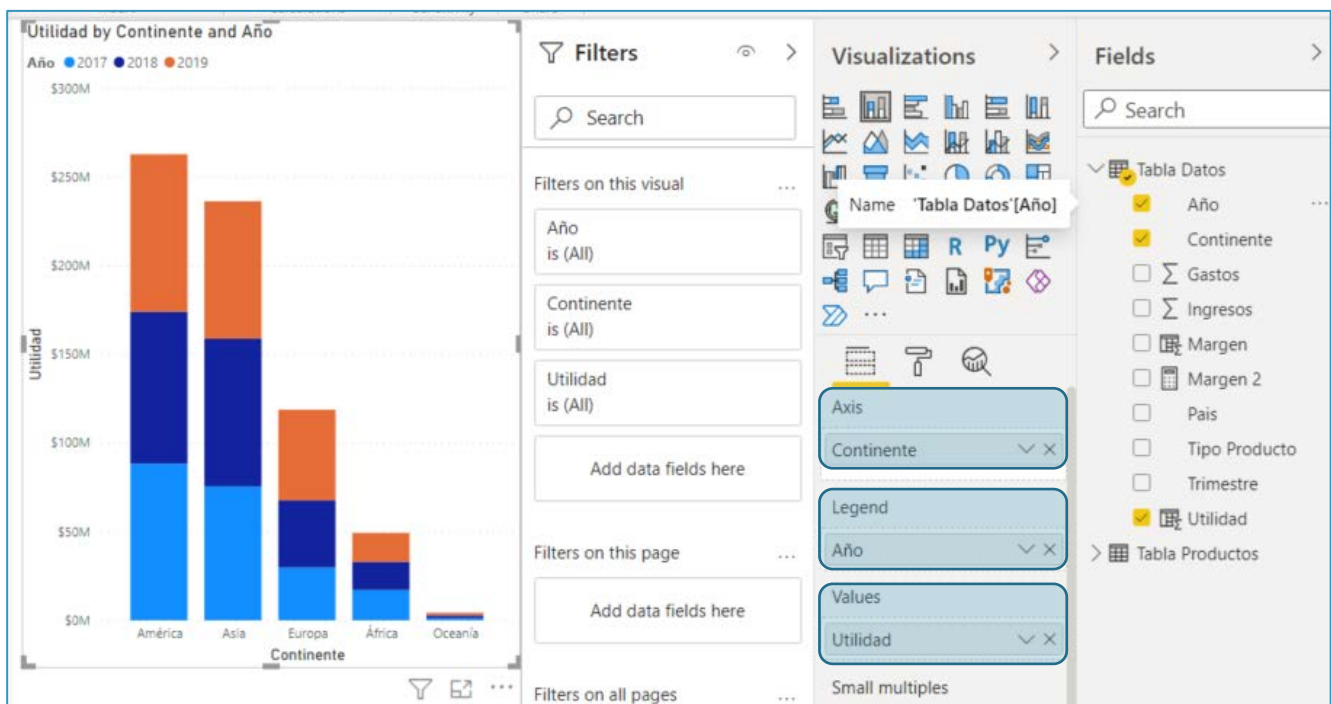 Utilidad by Continente and Año
Año 2017 2018 2019
$300M
$250M
$200M
$150M
$100M
$50M
$0M
Utilidad
América Asia Europa África Oceanía
Continente
Filters
Search
Filters on this visual ...
Año
is (All)
Continente
is (All)
Utilidad
is (All)
Add data fields here
Filters on this page ...
Add data fields here
Filters on all pages ...
Visualizations
Name 'Tabla Datos'[Año]
R Py
...
Axis
Continente
Legend
Año
Values
Utilidad
Small multiples
Fields
Search
Tabla Datos
Año ...
Continente
Gastos
Ingresos
Margen
Margen 2
Pais
Tipo Producto
Trimestre
Utilidad
Tabla Productos